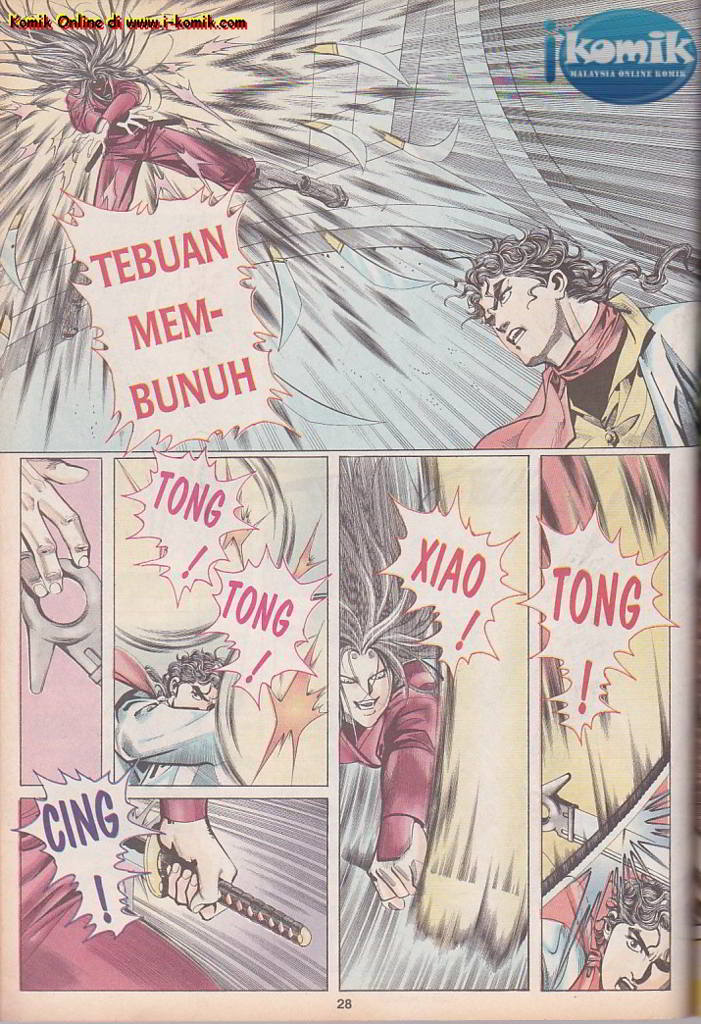 Komik Online di www.i-komik.com
ikomik
MALAYSIA ONLINE KOMIK
TEBUAN
MEM-
BUNUH
TONG
!
TONG
!
XIAO
!
TONG
!
CING
!
28